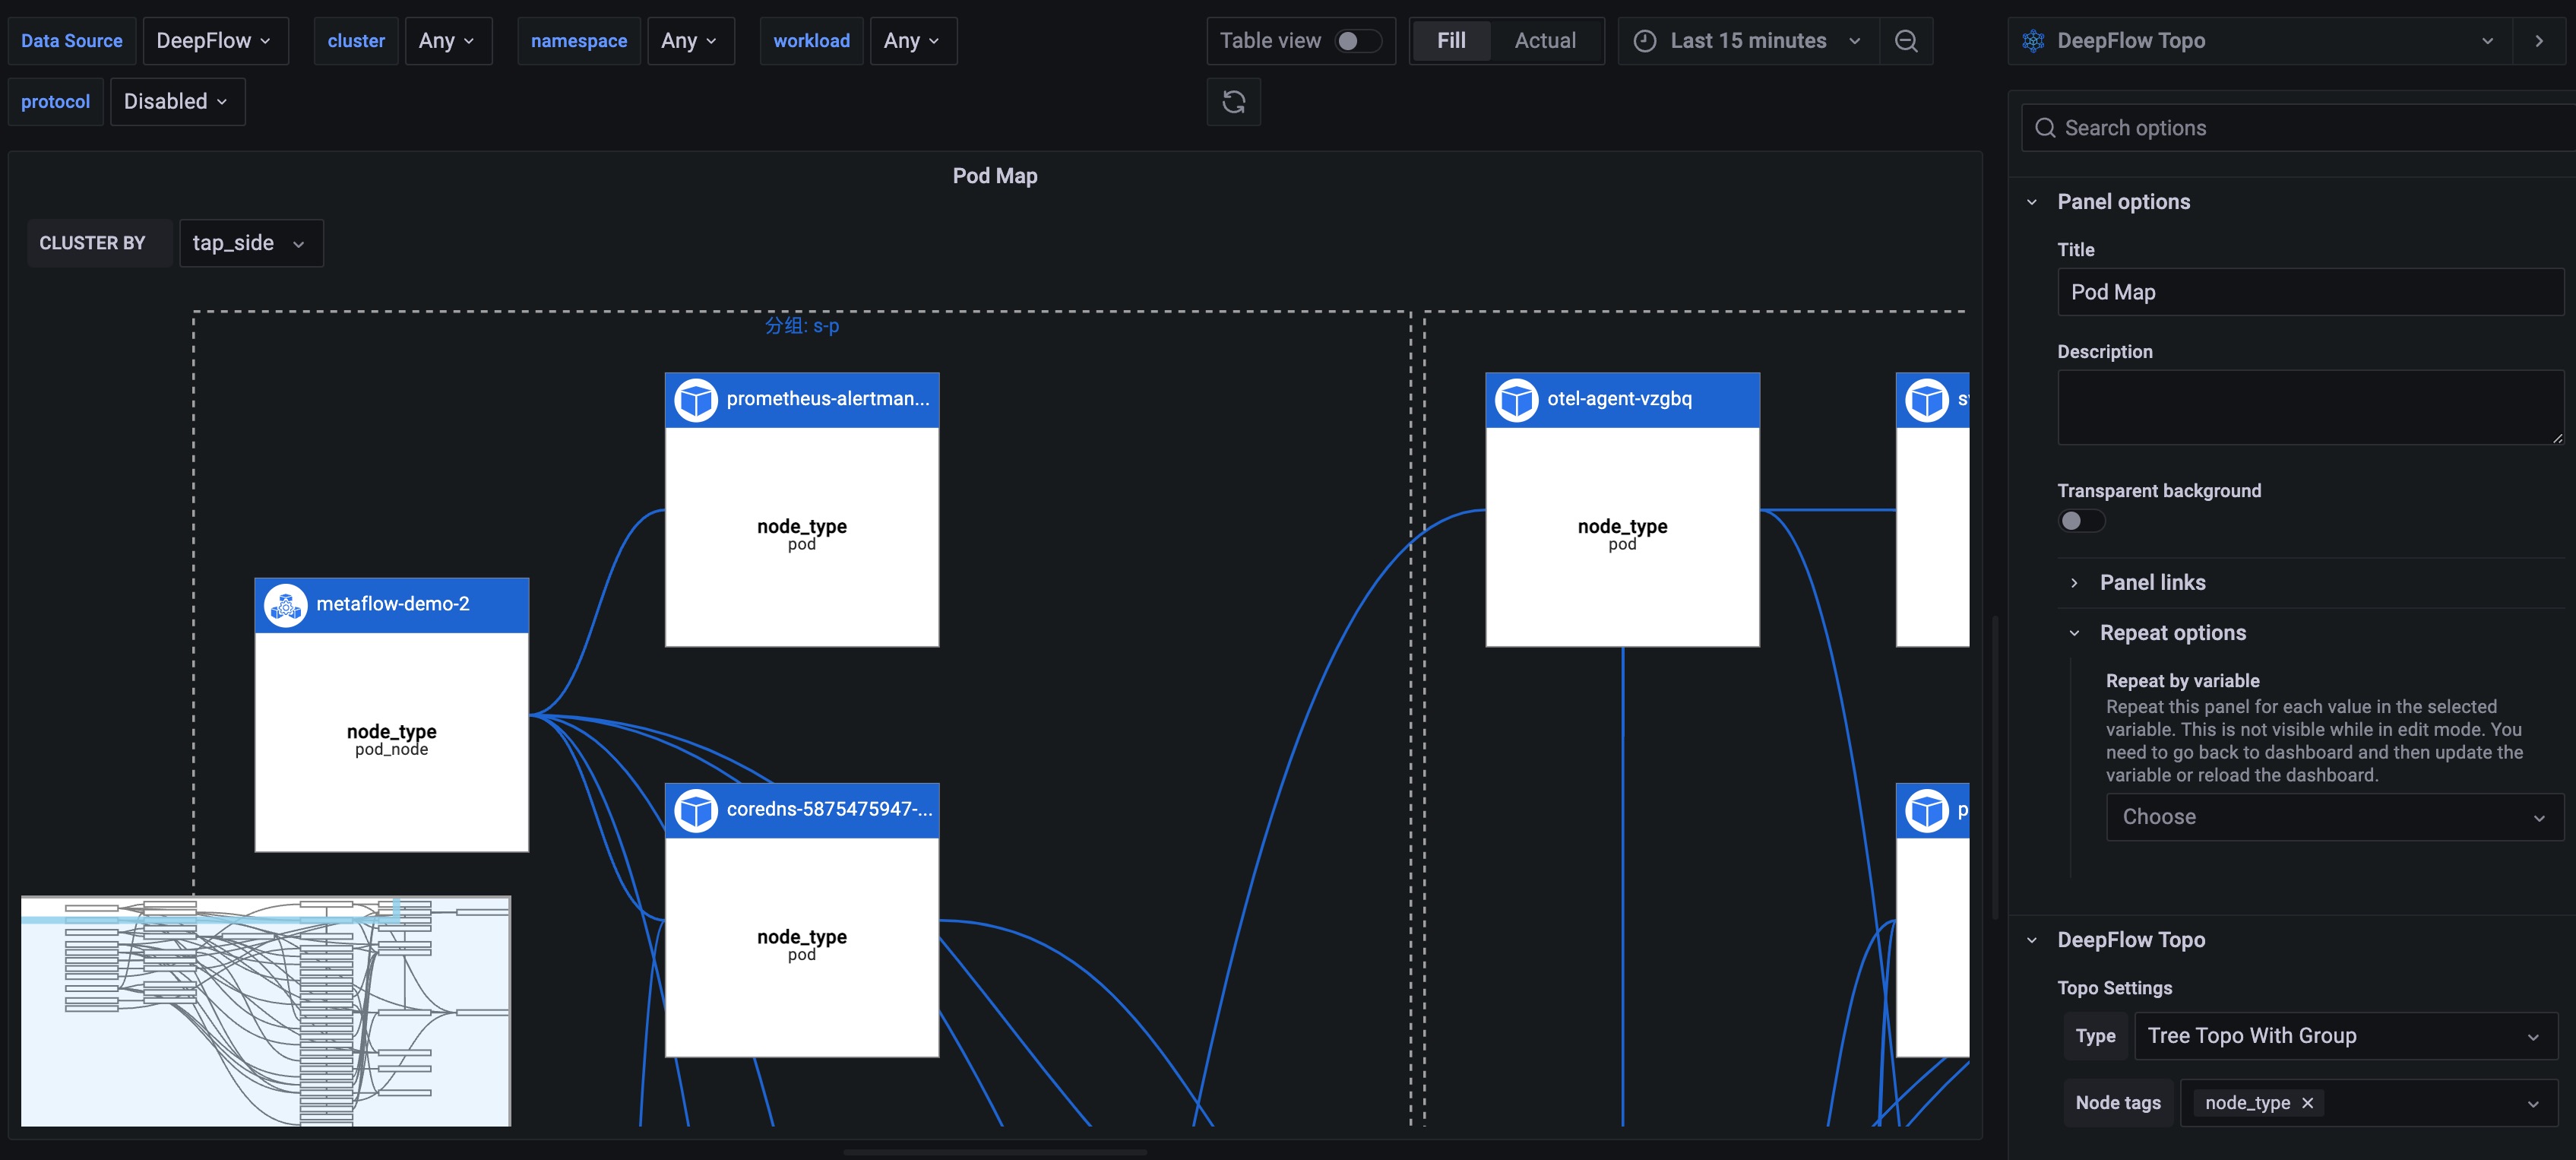 Data Source DeepFlow cluster Any namespace Any workload Any
protocol Disabled
Table view Fill Actual Last 15 minutes
Pod Map
CLUSTER BY tap_side
分组: s-p
prometheus-alertman...
node_type
pod
otel-agent-vzgbq
node_type
pod
metaflow-demo-2
node_type
pod_node
coredns-5875475947-...
node_type
pod
p
DeepFlow Topo
Search options
Panel options
Title
Pod Map
Description
Transparent background
Panel links
Repeat options
Repeat by variable
Repeat this panel for each value in the selected
variable. This is not visible while in edit mode. You
need to go back to dashboard and then update the
variable or reload the dashboard.
Choose
DeepFlow Topo
Topo Settings
Type Tree Topo With Group
Node tags node_type